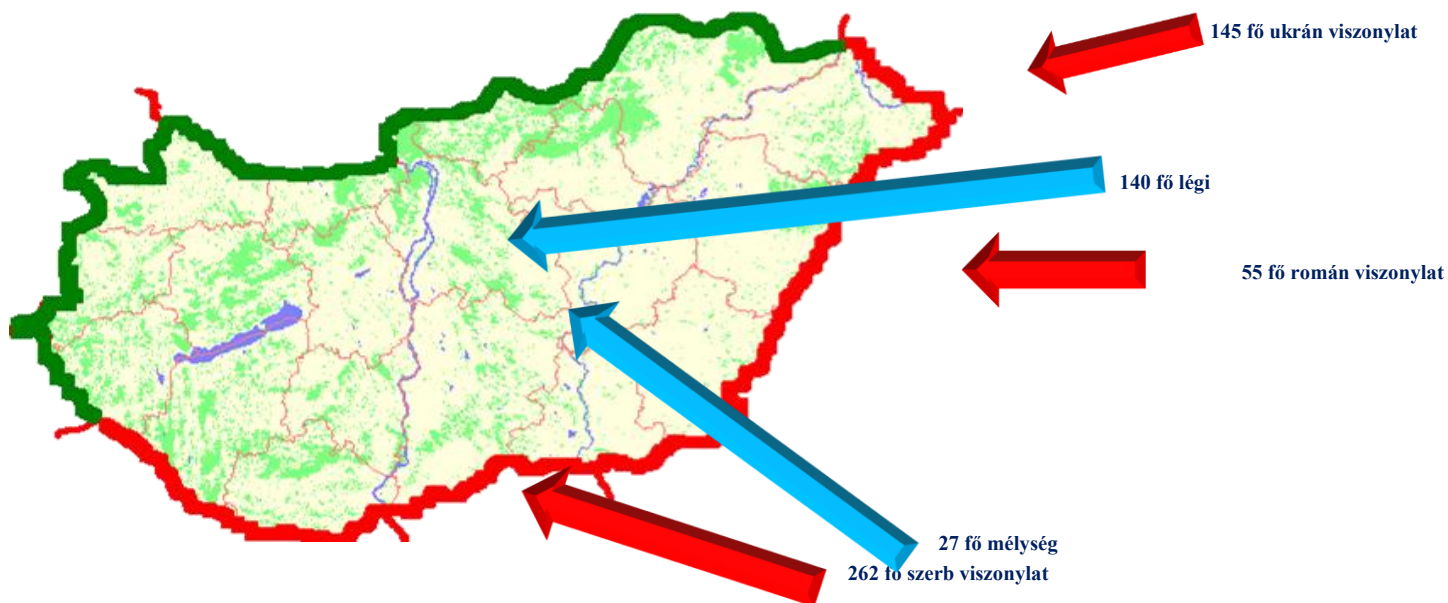 145 fő ukrán viszonylat
140 fő légi
55 fő román viszonylat
27 fő mélység
262 fő szerb viszonylat